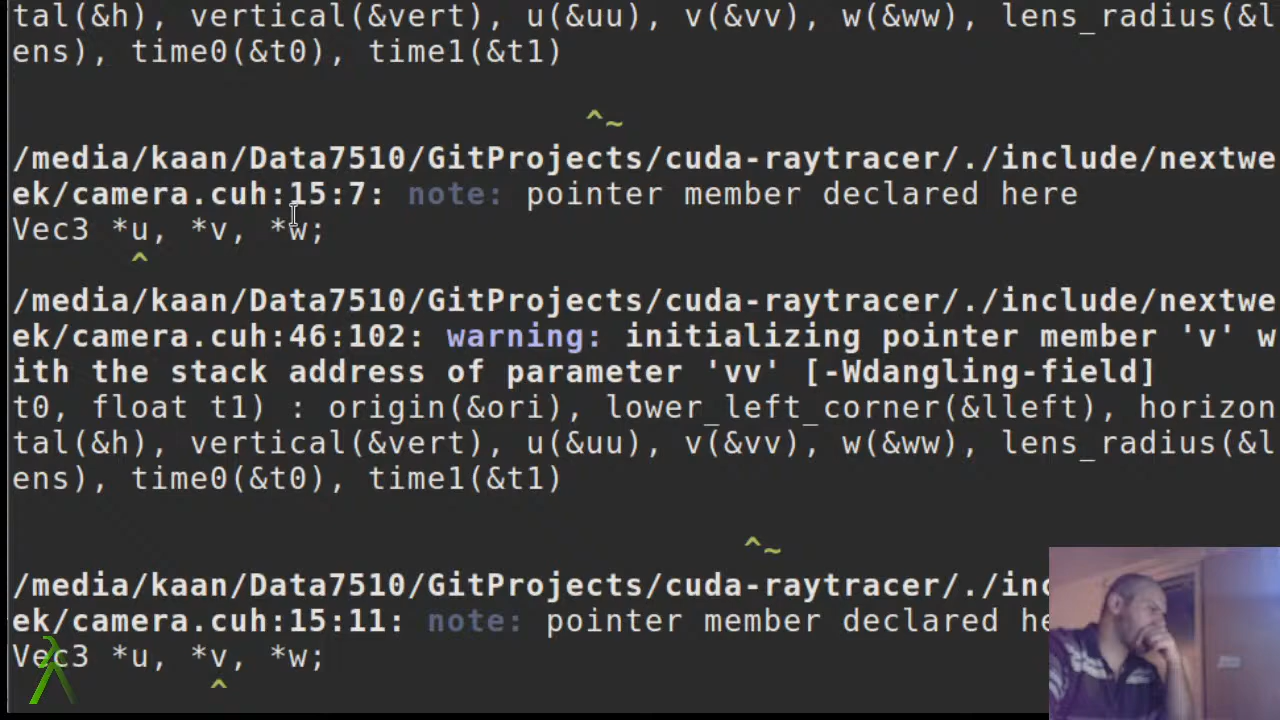 tal(&h), vertical(&vert), u(&uu), v(&vv), w(&ww), lens_radius(&l
ens), time0(&t0), time1(&t1)
^~
/media/kaan/Data7510/GitProjects/cuda-raytracer/./include/nextwe
ek/camera.cuh:15:7: note: pointer member declared here
Vec3 *u, *v, *w;
^
/media/kaan/Data7510/GitProjects/cuda-raytracer/./include/nextwe
ek/camera.cuh:46:102: warning: initializing pointer member 'v' w
ith the stack address of parameter 'vv' [-Wdangling-field]
t0, float t1) : origin(&ori), lower_left_corner(&lleft), horizon
tal(&h), vertical(&vert), u(&uu), v(&vv), w(&ww), lens_radius(&l
ens), time0(&t0), time1(&t1)
^~
/media/kaan/Data7510/GitProjects/cuda-raytracer/./inc
ek/camera.cuh:15:11: note: pointer member declared he
Vec3 *u, *v, *w;
^
λ